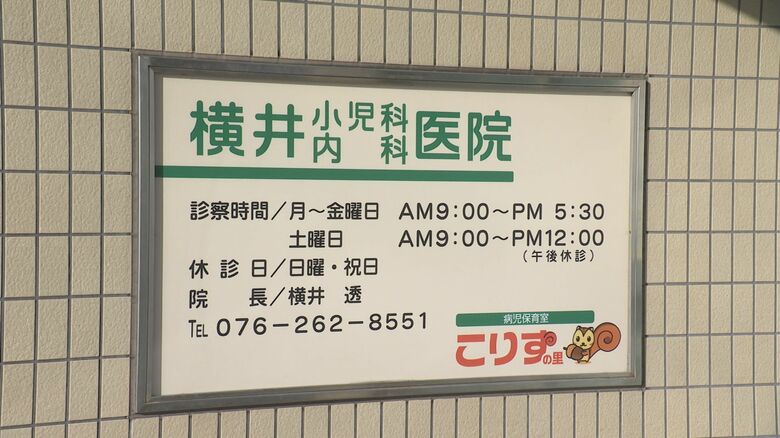 横井小児科内科医院
診察時間/月〜金曜日 AM9:00〜PM 5:30
土曜日 AM9:00〜PM12:00
(午後休診)
休診日/日曜・祝日
院長/横井 透
TEL 076-262-8551
病児保育室
こりすの里